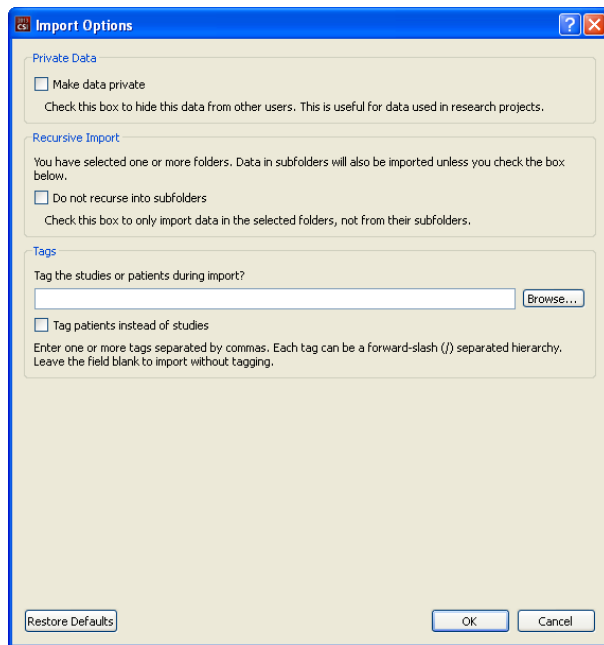 Import Options
Private Data
Make data private
Check this box to hide this data from other users. This is useful for data used in research projects.
Recursive Import
You have selected one or more folders. Data in subfolders will also be imported unless you check the box
below.
Do not recurse into subfolders
Check this box to only import data in the selected folders, not from their subfolders.
Tags
Tag the studies or patients during import?
Browse...
Tag patients instead of studies
Enter one or more tags separated by commas. Each tag can be a forward-slash (/) separated hierarchy.
Leave the field blank to import without tagging.
Restore Defaults
OK
Cancel